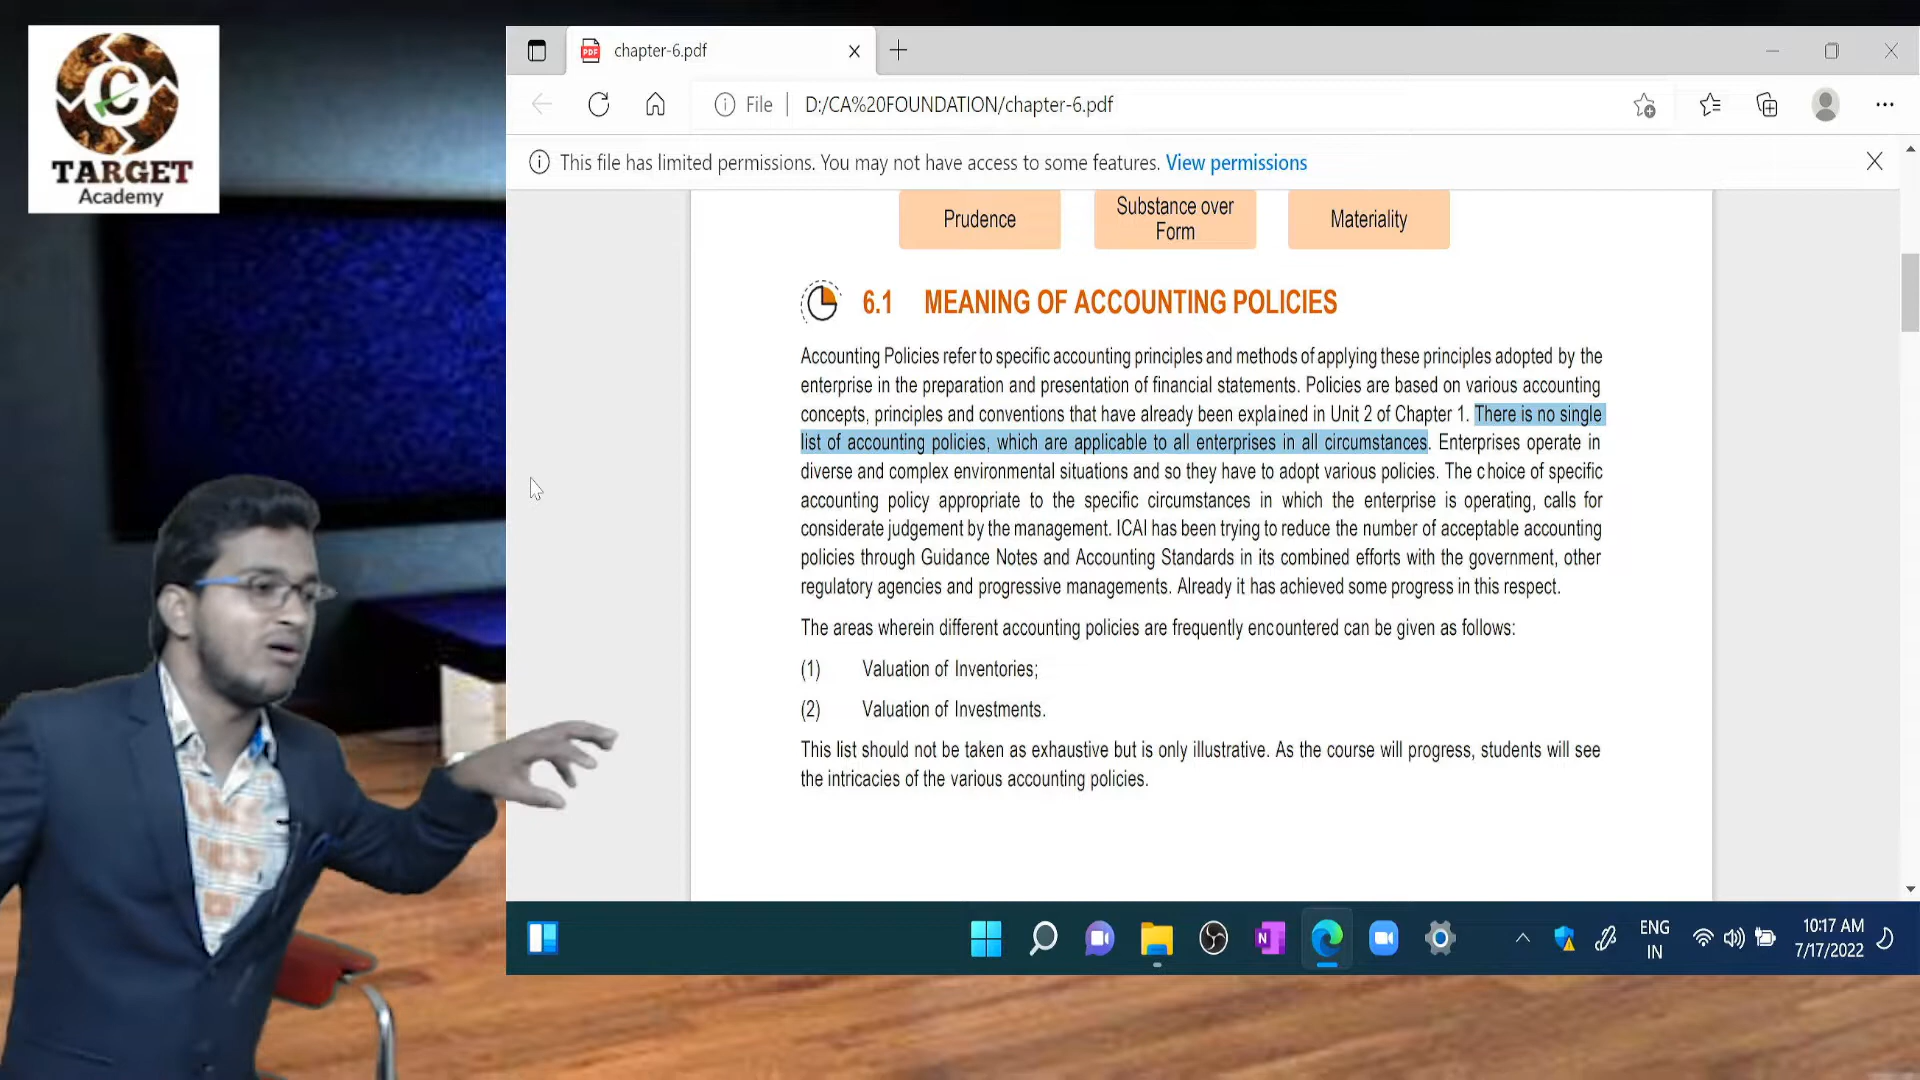 TARGET
Academy
chapter-6.pdf
File
D:/CA%20FOUNDATION/chapter-6.pdf
This file has limited permissions. You may not have access to some features. View permissions
Prudence
Substance over
Form
Materiality
6.1 MEANING OF ACCOUNTING POLICIES
Accounting Policies refer to specific accounting principles and methods of applying these principles adopted by the
enterprise in the preparation and presentation of financial statements. Policies are based on various accounting
concepts, principles and conventions that have already been explained in Unit 2 of Chapter 1. There is no single
list of accounting policies, which are applicable to all enterprises in all circumstances. Enterprises operate in
diverse and complex environmental situations and so they have to adopt various policies. The choice of specific
accounting policy appropriate to the specific circumstances in which the enterprise is operating, calls for
considerate judgement by the management. ICAI has been trying to reduce the number of acceptable accounting
policies through Guidance Notes and Accounting Standards in its combined efforts with the government, other
regulatory agencies and progressive managements. Already it has achieved some progress in this respect.
The areas wherein different accounting policies are frequently encountered can be given as follows:
(1) Valuation of Inventories;
(2) Valuation of Investments.
This list should not be taken as exhaustive but is only illustrative. As the course will progress, students will see
the intricacies of the various accounting policies.
ENG
IN
10:17 AM
7/17/2022